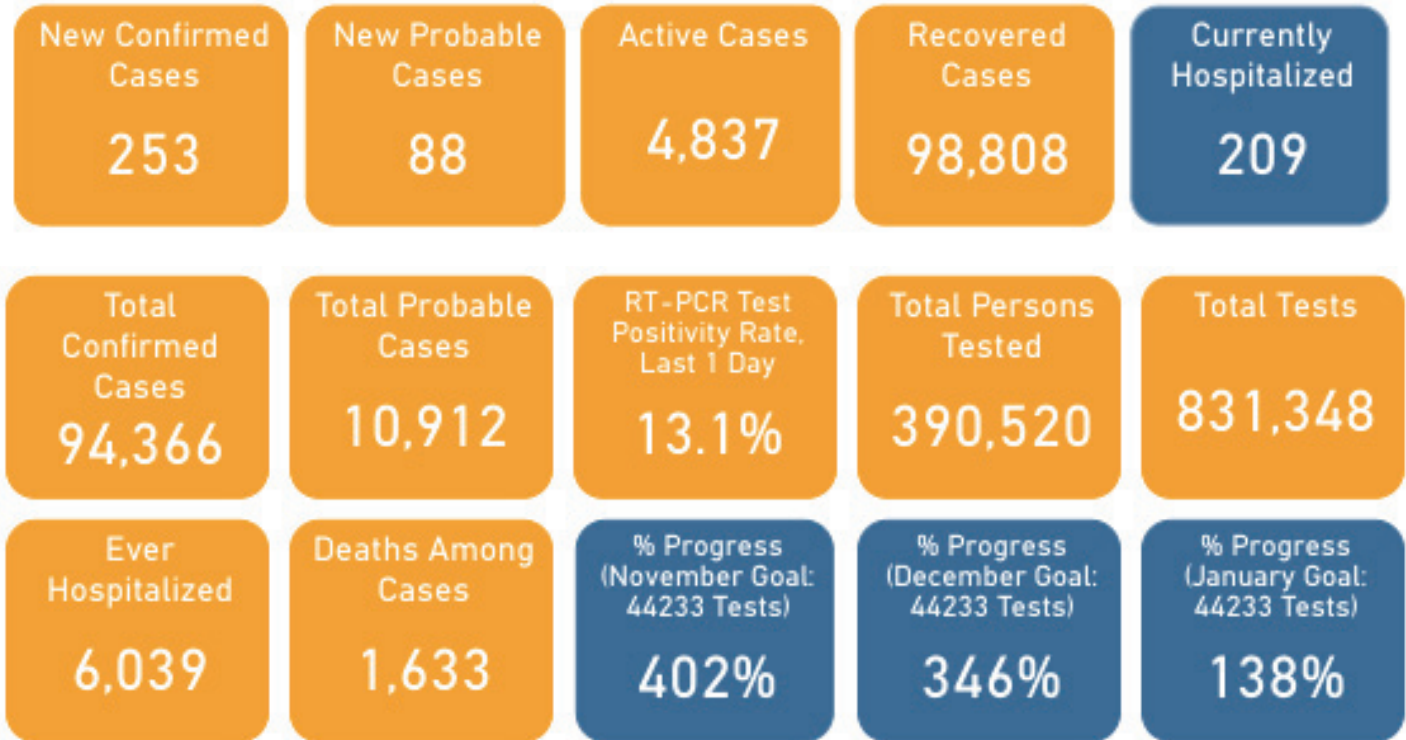 New Confirmed
Cases
253
New Probable
Cases
88
Active Cases
4,837
Recovered
Cases
98,808
Currently
Hospitalized
209
Total
Confirmed
Cases
94,366
Total Probable
Cases
10,912
RT-PCR Test
Positivity Rate,
Last 1 Day
13.1%
Total Persons
Tested
390,520
Total Tests
831,348
Ever
Hospitalized
6,039
Deaths Among
Cases
1,633
% Progress
(November Goal:
44233 Tests)
402%
% Progress
(December Goal:
44233 Tests)
346%
% Progress
(January Goal:
44233 Tests)
138%